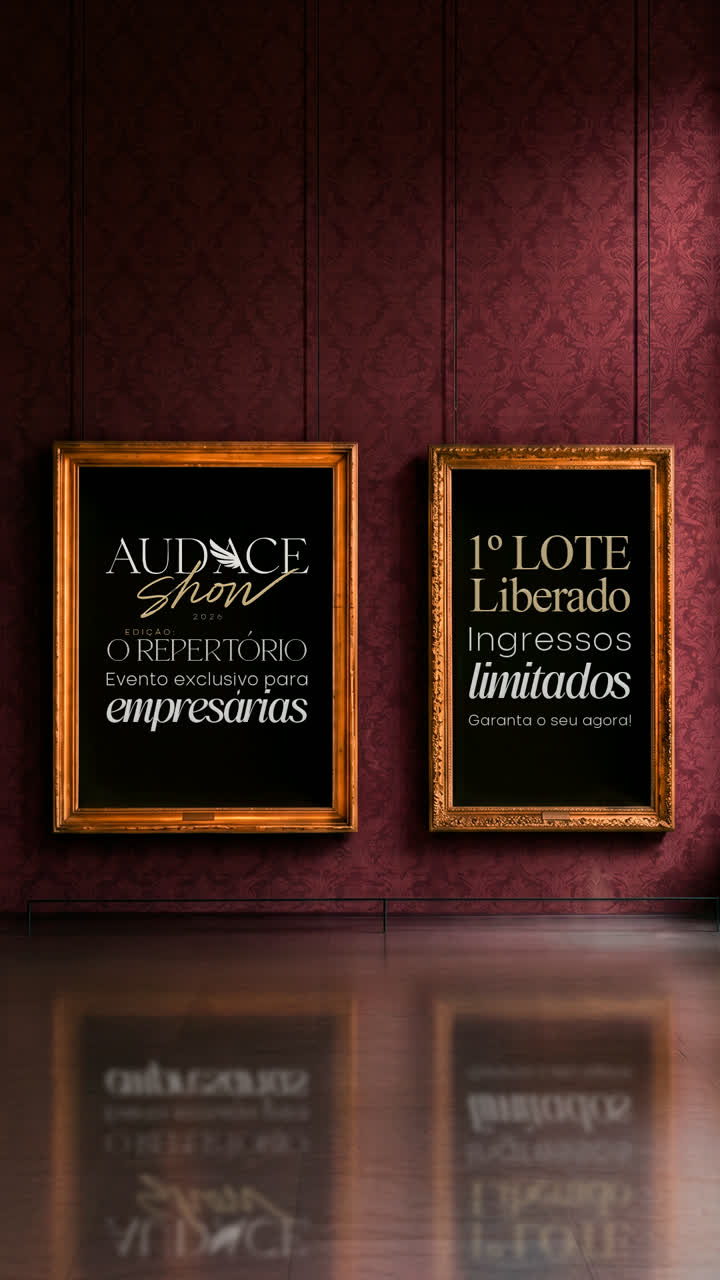 AUDACE
Show
2026
EDIÇÃO:
O REPERTÓRIO
Evento exclusivo para
empresárias
1º LOTE
Liberado
Ingressos
limitados
Garanta o seu agora!